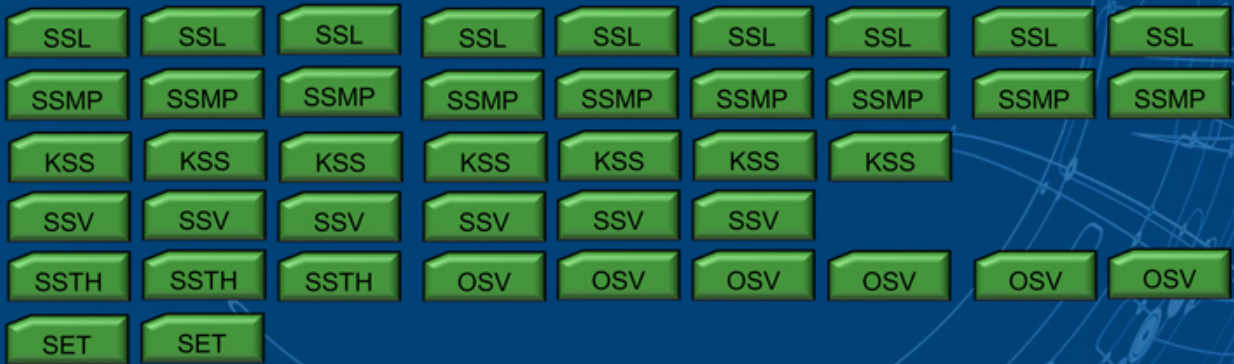 SSL SSL SSL SSL SSL SSL SSL SSL SSL
SSMP SSMP SSMP SSMP SSMP SSMP SSMP SSMP SSMP
KSS KSS KSS KSS KSS KSS KSS
SSV SSV SSV SSV SSV SSV
SSTH SSTH SSTH OSV OSV OSV OSV OSV OSV
SET SET